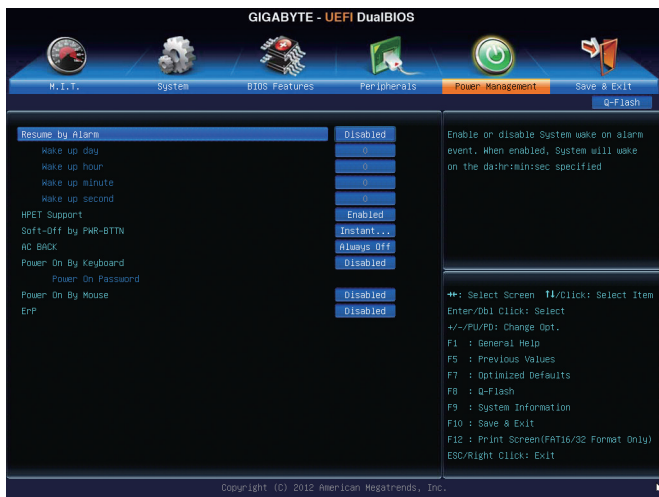 GIGABYTE - UEFI DualBIOS
M.I.T. System BIOS Features Peripherals Power Management Save & Exit
Q-Flash
Resume by Alarm Disabled
Wake up day 0
Wake up hour 0
Wake up minute 0
Wake up second 0
HPET Support Enabled
Soft-Off by PWR-BTTN Instant...
AC BACK Always Off
Power On By Keyboard Disabled
Power On Password
Power On By Mouse Disabled
ErP Disabled
Enable or disable System wake on alarm
event. When enabled, System will wake
on the da:hr:min:sec specified
→←: Select Screen ↑↓/Click: Select Item
Enter/Dbl Click: Select
+/-/PU/PD: Change Opt.
F1 : General Help
F5 : Previous Values
F7 : Optimized Defaults
F8 : Q-Flash
F9 : System Information
F10 : Save & Exit
F12 : Print Screen(FAT16/32 Format Only)
ESC/Right Click: Exit
Copyright (C) 2012 American Megatrends, Inc.